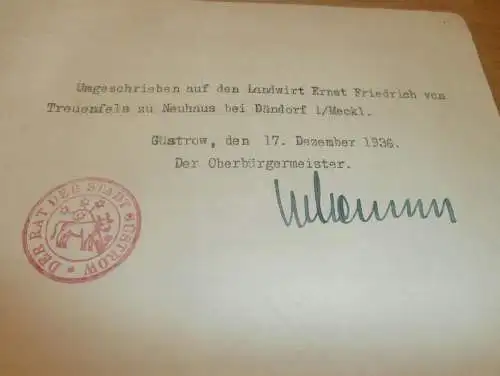 Umgeschrieben auf den Landwirt Ernst Friedrich von
Treuenfels zu Neuhaus bei Dändorf i/Meckl.
Güstrow, den 17. Dezember 1936.
Der Oberbürgermeister.
DER RAT DER STADT GÜSTROW